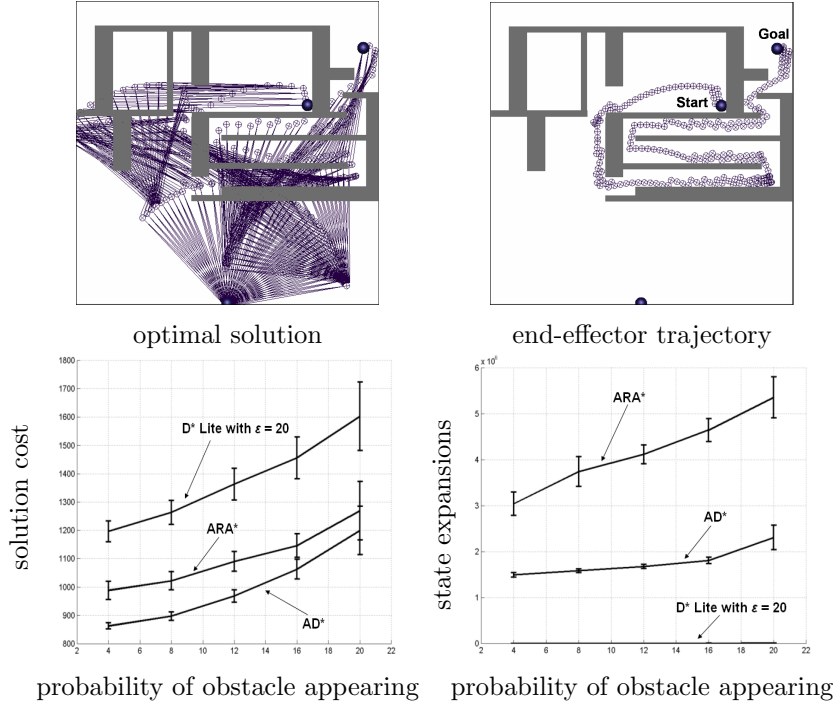 Goal
Start
optimal solution
end-effector trajectory
solution cost
1800
1700
1600
1500
1400
1300
1200
1100
1000
900
800
D* Lite with ε = 20
ARA*
AD*
2 4 6 8 10 12 14 16 18 20 22
probability of obstacle appearing
state expansions
x 10⁶
6
5
4
3
2
1
0
ARA*
AD*
D* Lite with ε = 20
2 4 6 8 10 12 14 16 18 20 22
probability of obstacle appearing